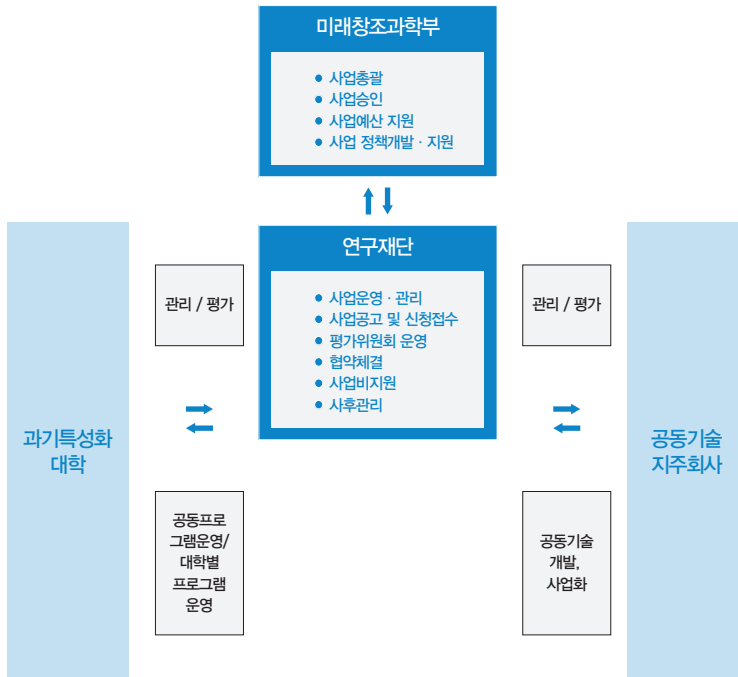 미래창조과학부
• 사업총괄
• 사업승인
• 사업예산 지원
• 사업 정책개발 · 지원
연구재단
• 사업운영 · 관리
• 사업공고 및 신청접수
• 평가위원회 운영
• 협약체결
• 사업비지원
• 사후관리
관리 / 평가
관리 / 평가
과기특성화
대학
공동기술
지주회사
공동프로
그램운영/
대학별
프로그램
운영
공동기술
개발,
사업화